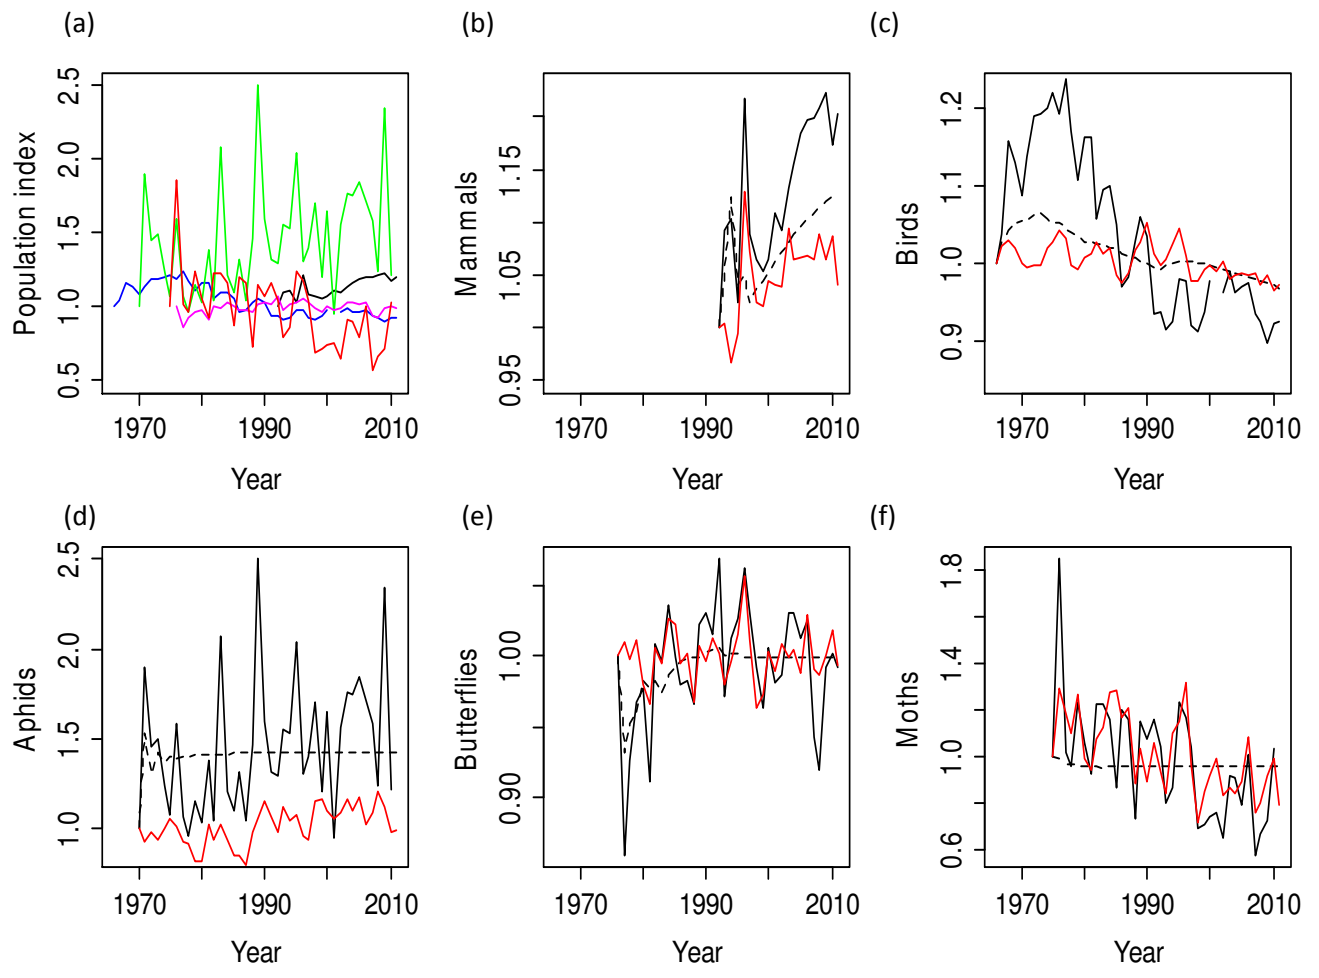 (a)
(b)
(c)
Population index
0.5 1.0 1.5 2.0 2.5
1970 1990 2010
Year
Mammals
0.95 1.05 1.15
1970 1990 2010
Year
Birds
0.9 1.0 1.1 1.2
1970 1990 2010
Year
(d)
(e)
(f)
Aphids
1.0 1.5 2.0 2.5
1970 1990 2010
Year
Butterflies
0.90 1.00
1970 1990 2010
Year
Moths
0.6 1.0 1.4 1.8
1970 1990 2010
Year